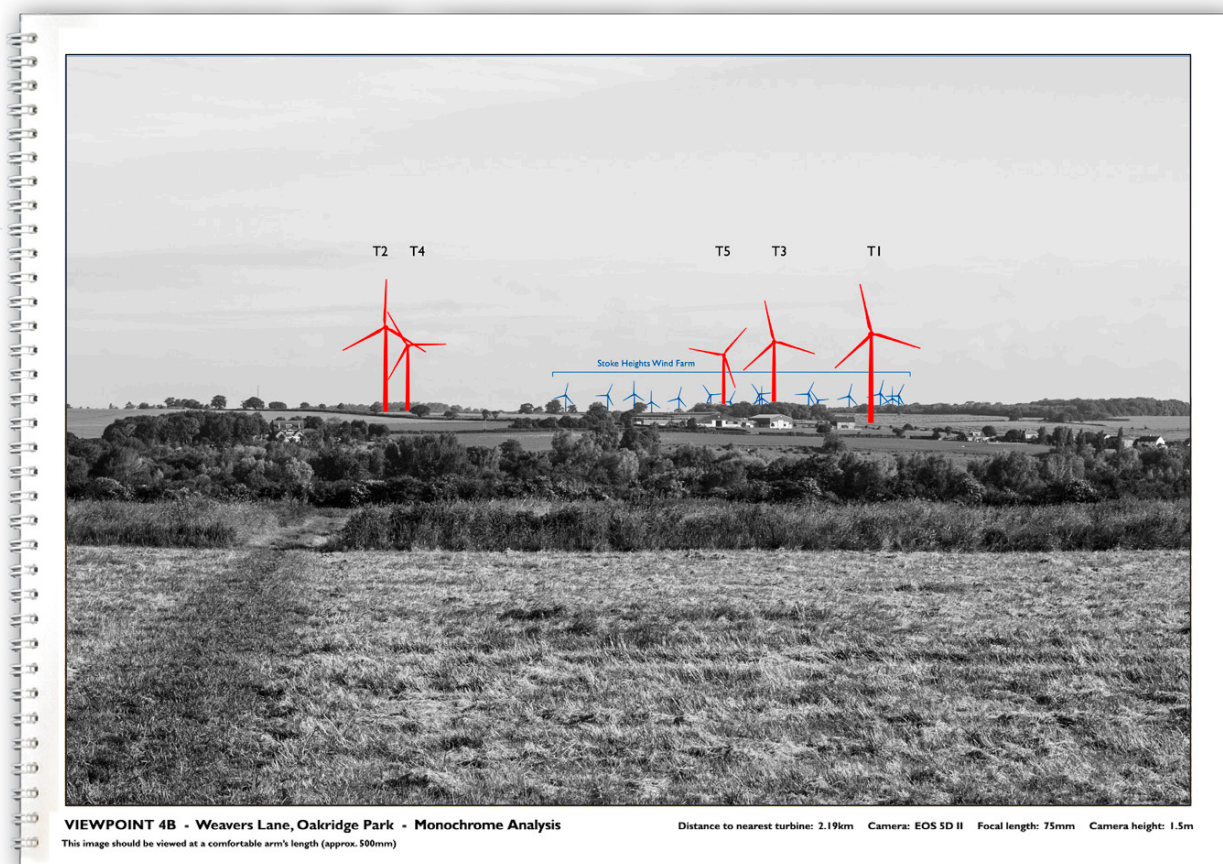 T2 T4 T5 T3 T1
Stoke Heights Wind Farm
VIEWPOINT 4B - Weavers Lane, Oakridge Park - Monochrome Analysis
Distance to nearest turbine: 2.19km Camera: EOS 5D II Focal length: 75mm Camera height: 1.5m
This image should be viewed at a comfortable arm's length (approx. 500mm)